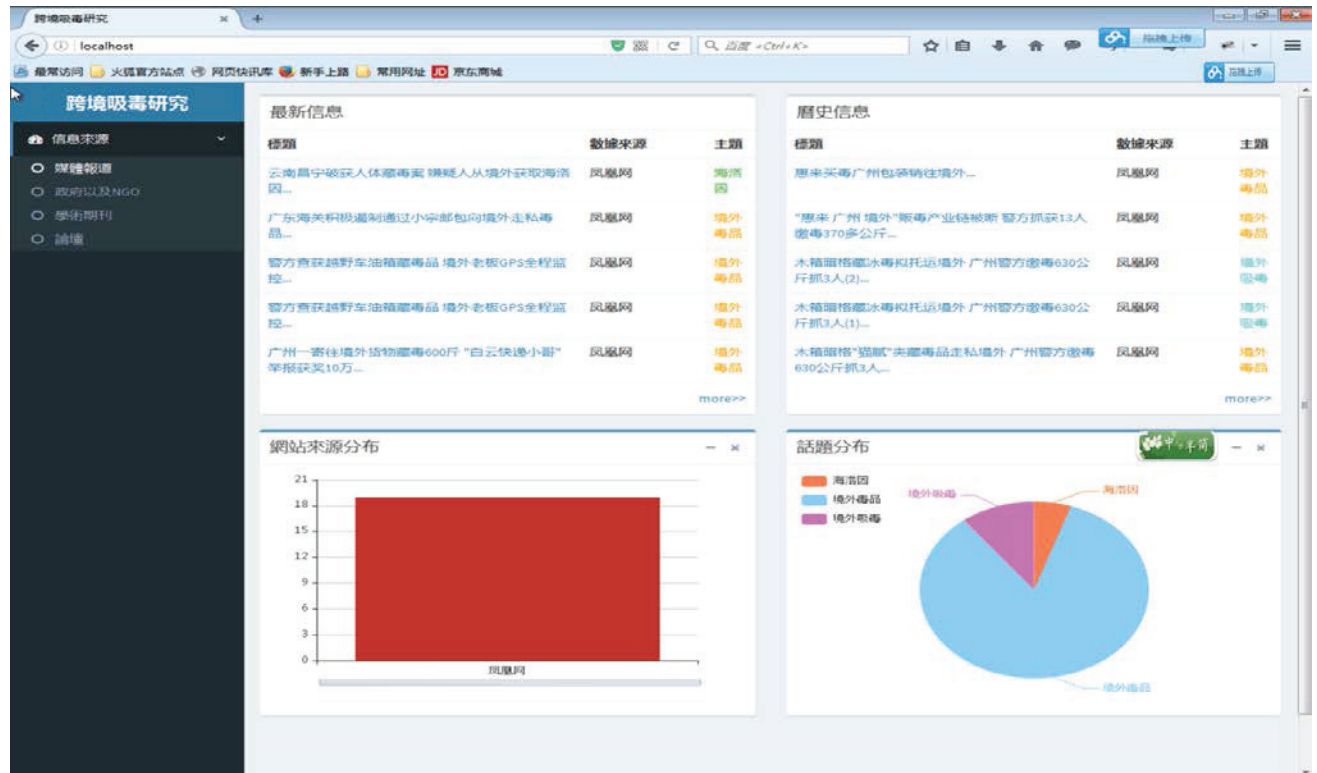 跨境吸毒研究
localhost
百度 <Ctrl+K>
拖拽上传
最常访问 火狐官方站点 网页快讯库 新手上路 常用网址 JD 京东商城
拖拽上传
跨境吸毒研究
信息來源
媒體報道
政府以及NGO
學術期刊
論壇
最新信息
標題 數據來源 主題
云南昌宁破获人体藏毒案 嫌疑人从境外获取海洛
因... 凤凰网 海洛
因
广东海关积极遏制通过小宗邮包向境外走私毒
品... 凤凰网 境外
毒品
警方查获越野车油箱藏毒品 境外老板GPS全程监
控... 凤凰网 境外
毒品
警方查获越野车油箱藏毒品 境外老板GPS全程监
控... 凤凰网 境外
毒品
广州一寄往境外货物藏毒600斤 "白云快递小哥"
举报获奖10万... 凤凰网 境外
毒品
more>>
曆史信息
標題 數據來源 主題
惠来买毒广州包装销往境外... 凤凰网 境外
毒品
"惠来 广州 境外"贩毒产业链被断 警方抓获13人
缴毒370多公斤... 凤凰网 境外
毒品
木箱暗格藏冰毒拟托运境外 广州警方缴毒630公
斤抓3人(2)... 凤凰网 境外
吸毒
木箱暗格藏冰毒拟托运境外 广州警方缴毒630公
斤抓3人(1)... 凤凰网 境外
吸毒
木箱暗格"猫腻"夹藏毒品走私境外 广州警方缴毒
630公斤抓3人... 凤凰网 境外
毒品
more>>
網站來源分布
21
18
15
12
9
6
3
0
凤凰网
話題分布
海洛因
境外毒品
境外吸毒
境外吸毒
海洛因
境外毒品